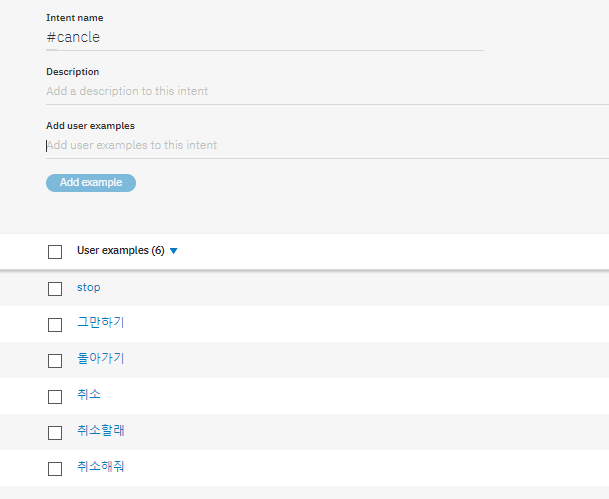 Intent name
#cancle
Description
Add a description to this intent
Add user examples
Add user examples to this intent
Add example
User examples (6)
stop
그만하기
돌아가기
취소
취소할래
취소해줘